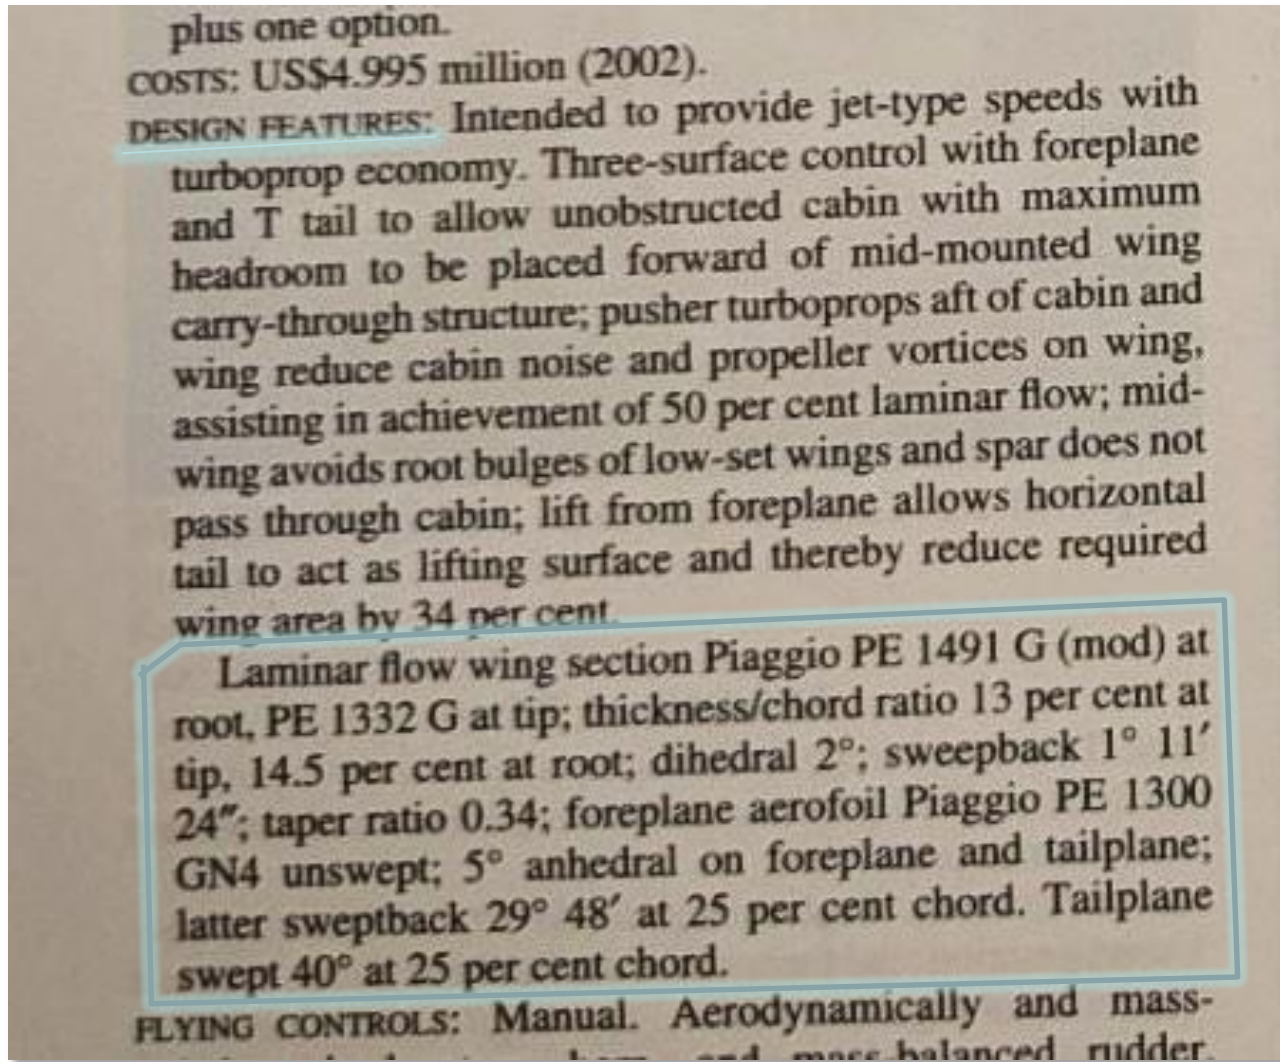 plus one option.
COSTS: US$4.995 million (2002).
DESIGN FEATURES: Intended to provide jet-type speeds with
turboprop economy. Three-surface control with foreplane
and T tail to allow unobstructed cabin with maximum
headroom to be placed forward of mid-mounted wing
carry-through structure; pusher turboprops aft of cabin and
wing reduce cabin noise and propeller vortices on wing,
assisting in achievement of 50 per cent laminar flow; mid-
wing avoids root bulges of low-set wings and spar does not
pass through cabin; lift from foreplane allows horizontal
tail to act as lifting surface and thereby reduce required
wing area by 34 per cent.
Laminar flow wing section Piaggio PE 1491 G (mod) at
root, PE 1332 G at tip; thickness/chord ratio 13 per cent at
tip, 14.5 per cent at root; dihedral 2°; sweepback 1° 11′
24″; taper ratio 0.34; foreplane aerofoil Piaggio PE 1300
GN4 unswept; 5° anhedral on foreplane and tailplane;
latter sweptback 29° 48′ at 25 per cent chord. Tailplane
swept 40° at 25 per cent chord.
FLYING CONTROLS: Manual. Aerodynamically and mass-
and mass-balanced rudder